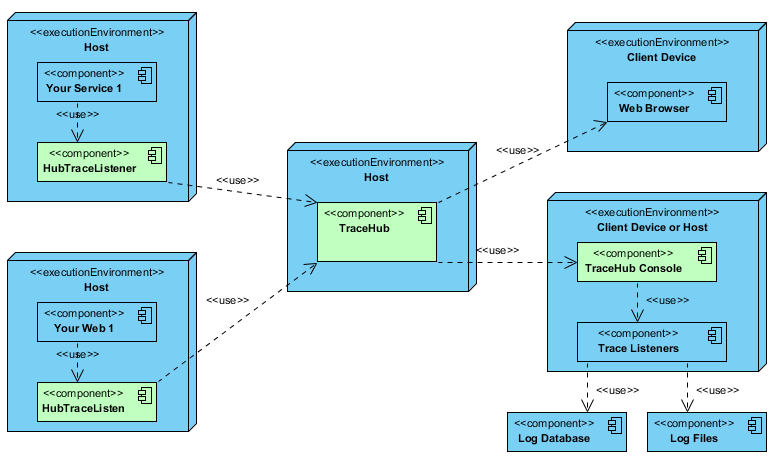 <<executionEnvironment>>
Host
<<component>>
Your Service 1
<<use>>
<<component>>
HubTraceListener
<<use>>
<<executionEnvironment>>
Host
<<component>>
Your Web 1
<<use>>
<<component>>
HubTraceListen
<<use>>
<<executionEnvironment>>
Host
<<component>>
TraceHub
<<use>>
<<use>>
<<executionEnvironment>>
Client Device
<<component>>
Web Browser
<<executionEnvironment>>
Client Device or Host
<<component>>
TraceHub Console
<<use>>
<<component>>
Trace Listeners
<<use>>
<<use>>
<<component>>
Log Database
<<component>>
Log Files